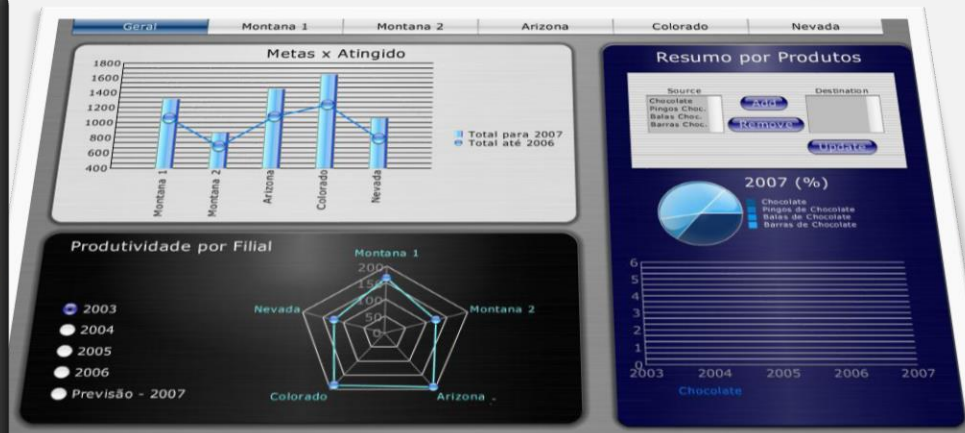 Geral Montana 1 Montana 2 Arizona Colorado Nevada
Metas x Atingido
1800
1600
1400
1200
1000
800
600
400
Montana 1
Montana 2
Arizona
Colorado
Nevada
Total para 2007
Total até 2006
Produtividade por Filial
2003
2004
2005
2006
Previsão - 2007
Montana 1
Montana 2
Arizona
Colorado
Nevada
200
150
100
50
0
Resumo por Produtos
Source
Chocolate
Pingos Choc.
Balas Choc.
Barras Choc.
Add
Remove
Destination
Update
2007 (%)
Chocolate
Pingos de Chocolate
Balas de Chocolate
Barras de Chocolate
6
5
4
3
2
1
0
2003 2004 2005 2006 2007
Chocolate